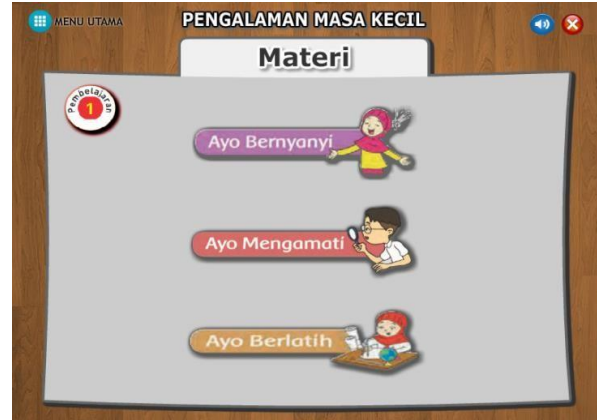 MENU UTAMA
PENGALAMAN MASA KECIL
Materi
Pembelajaran
1
Ayo Bernyanyi
Ayo Mengamati
Ayo Berlatih